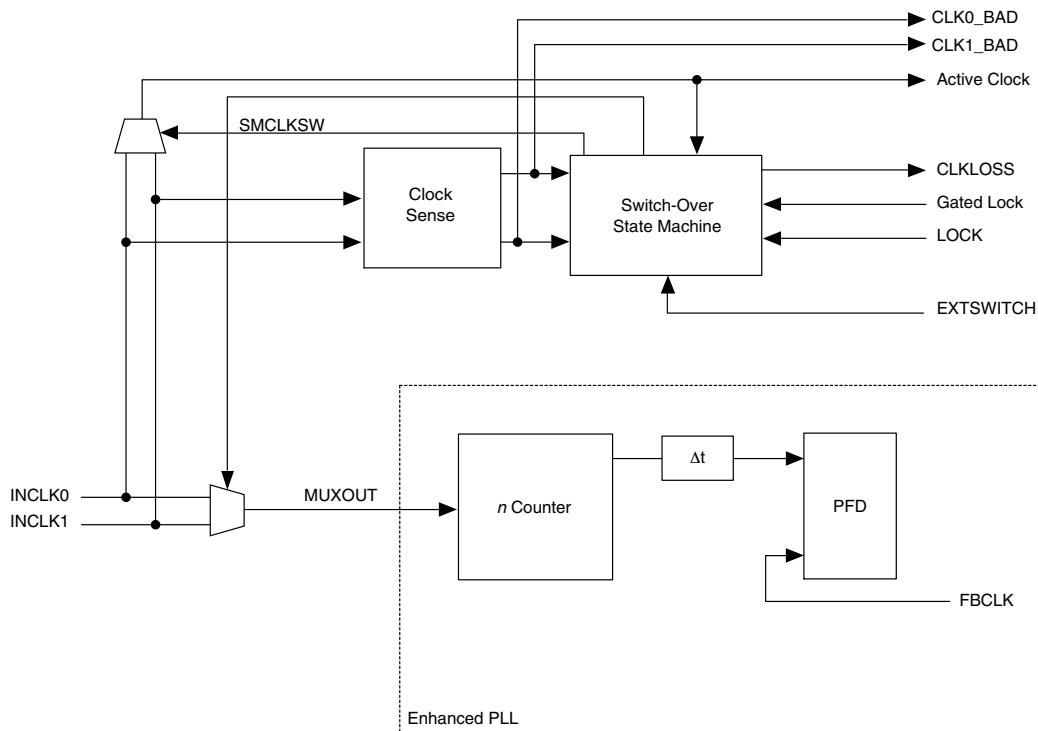 CLK0_BAD
CLK1_BAD
Active Clock
SMCLKSW
Clock
Sense
Switch-Over
State Machine
CLKLOSS
Gated Lock
LOCK
EXTSWITCH
INCLK0
INCLK1
MUXOUT
n Counter
Δt
PFD
FBCLK
Enhanced PLL